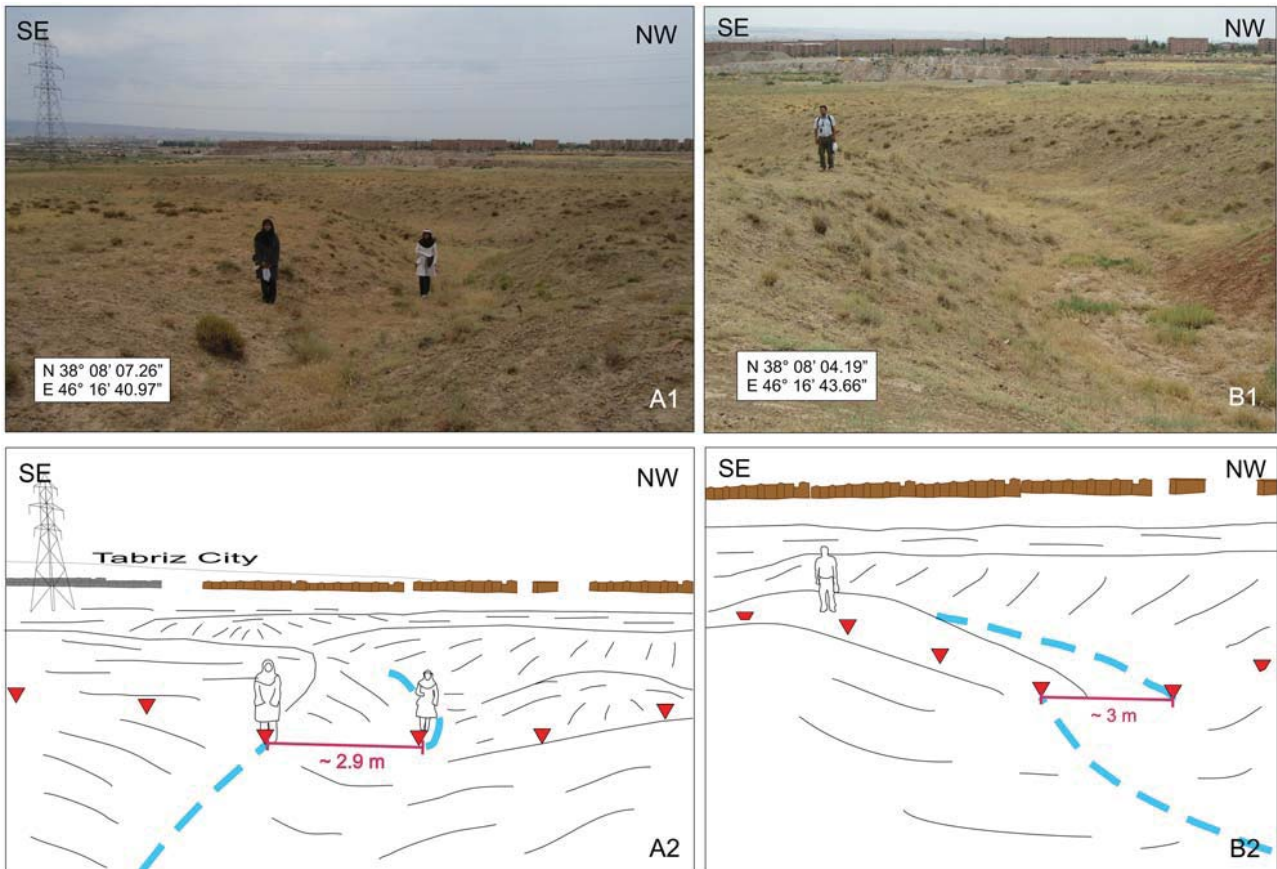 SE
NW
N 38° 08' 07.26"
E 46° 16' 40.97"
A1
SE
NW
N 38° 08' 04.19"
E 46° 16' 43.66"
B1
SE
NW
Tabriz City
~ 2.9 m
A2
SE
NW
~ 3 m
B2